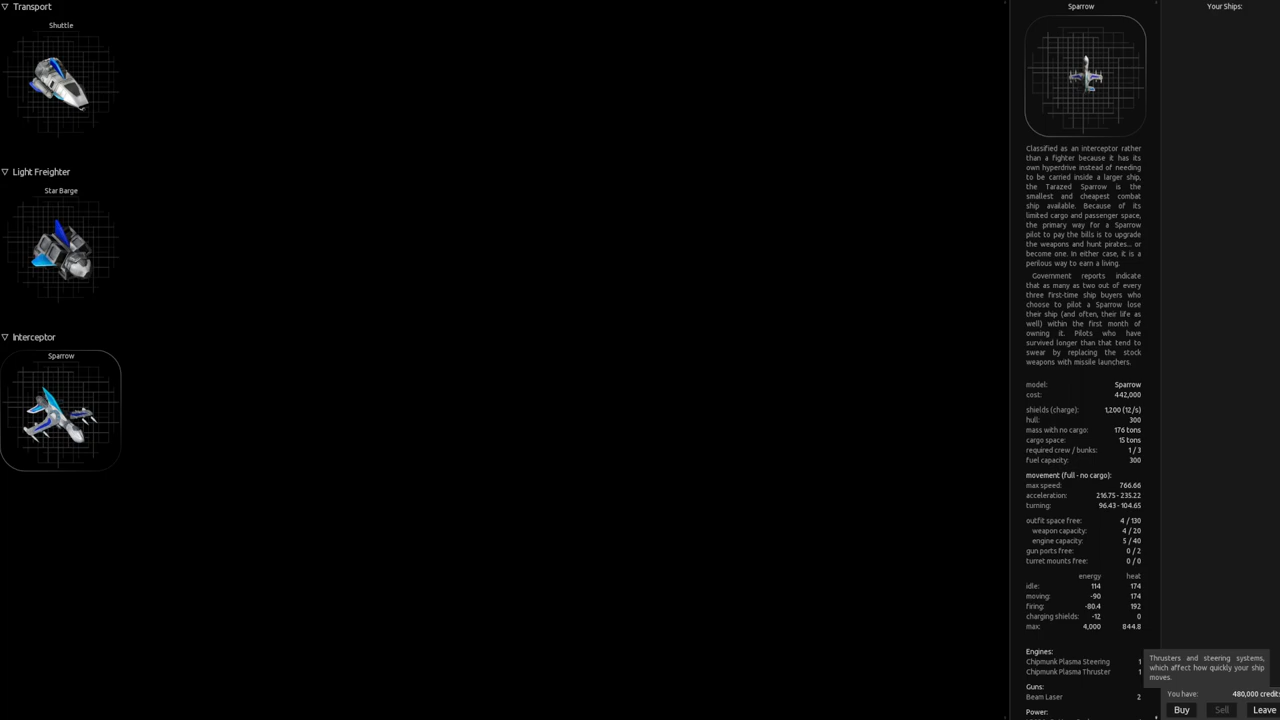 ▽ Transport
Shuttle
▽ Light Freighter
Star Barge
▽ Interceptor
Sparrow
Sparrow
Classified as an interceptor rather
than a fighter because it has its
own hyperdrive instead of needing
to be carried inside a larger ship,
the Tarazed Sparrow is the
smallest and cheapest combat
ship available. Because of its
limited cargo and passenger space,
the primary way for a Sparrow
pilot to pay the bills is to upgrade
the weapons and hunt pirates... or
become one. In either case, it is a
perilous way to earn a living.
Government reports indicate
that as many as two out of every
three first-time ship buyers who
choose to pilot a Sparrow lose
their ship (and often, their life as
well) within the first month of
owning it. Pilots who have
survived longer than that tend to
swear by replacing the stock
weapons with missile launchers.
model: Sparrow
cost: 442,000
shields (charge): 1,200 (12/s)
hull: 300
mass with no cargo: 176 tons
cargo space: 15 tons
required crew / bunks: 1 / 3
fuel capacity: 300
movement (full - no cargo):
max speed: 766.66
acceleration: 216.75 - 235.22
turning: 96.43 - 104.65
outfit space free: 4 / 130
weapon capacity: 4 / 20
engine capacity: 5 / 40
gun ports free: 0 / 2
turret mounts free: 0 / 0
energy heat
idle: 114 174
moving: -90 174
firing: -80.4 192
charging shields: -12 0
max: 4,000 844.8
Engines:
Chipmunk Plasma Steering 1
Chipmunk Plasma Thruster 1
Guns:
Beam Laser 2
Power:
Your Ships:
Thrusters and steering systems,
which affect how quickly your ship
moves.
You have: 480,000 credits
Buy Sell Leave